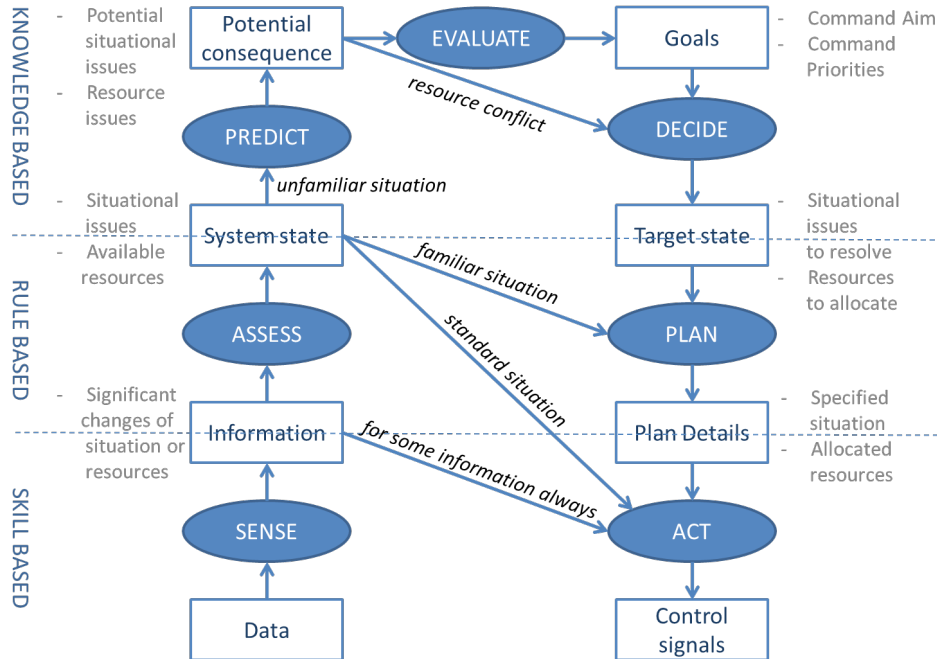 KNOWLEDGE BASED
- Potential
situational
issues
- Resource
issues
Potential
consequence
EVALUATE
Goals
- Command Aim
- Command
Priorities
resource conflict
PREDICT
DECIDE
unfamiliar situation
- Situational
issues
- Available
resources
System state
Target state
- Situational
issues
to resolve
- Resources
to allocate
RULE BASED
familiar situation
ASSESS
PLAN
standard situation
- Significant
changes of
situation or
resources
Information
for some information always
Plan Details
- Specified
situation
- Allocated
resources
SKILL BASED
SENSE
ACT
Data
Control
signals